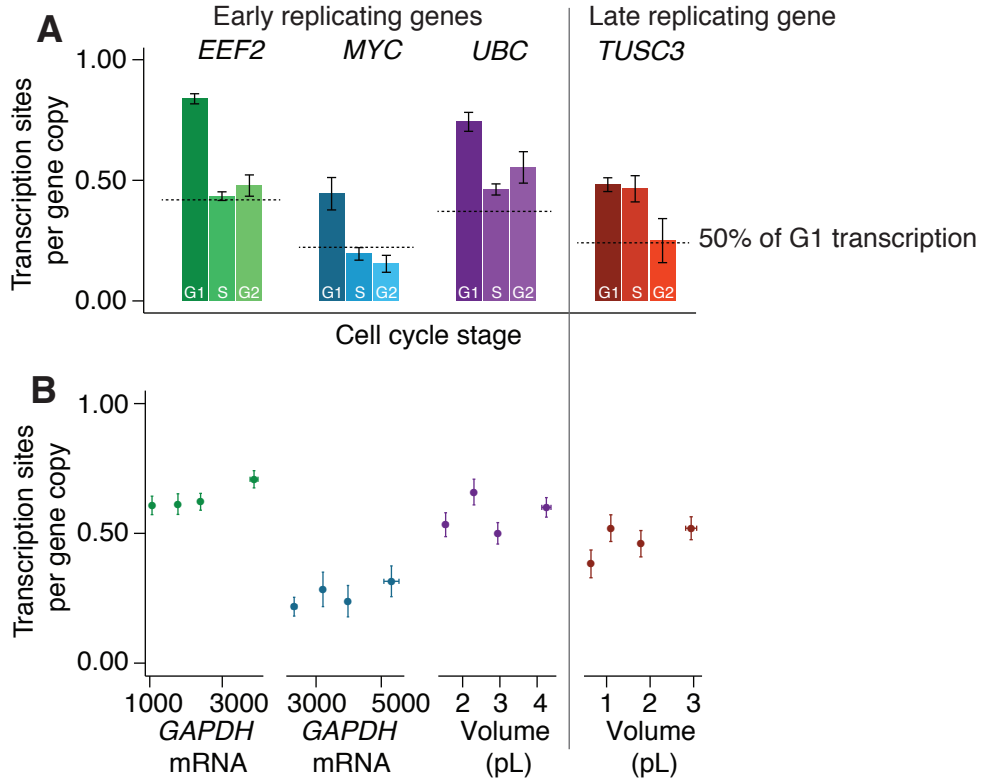 A
Early replicating genes
Late replicating gene
EEF2 MYC UBC TUSC3
Transcription sites
per gene copy
1.00
0.50
0.00
G1 S G2
G1 S G2
G1 S G2
G1 S G2
50% of G1 transcription
Cell cycle stage
B
Transcription sites
per gene copy
1.00
0.50
0.00
1000 3000
GAPDH
mRNA
3000 5000
GAPDH
mRNA
2 3 4
Volume
(pL)
1 2 3
Volume
(pL)